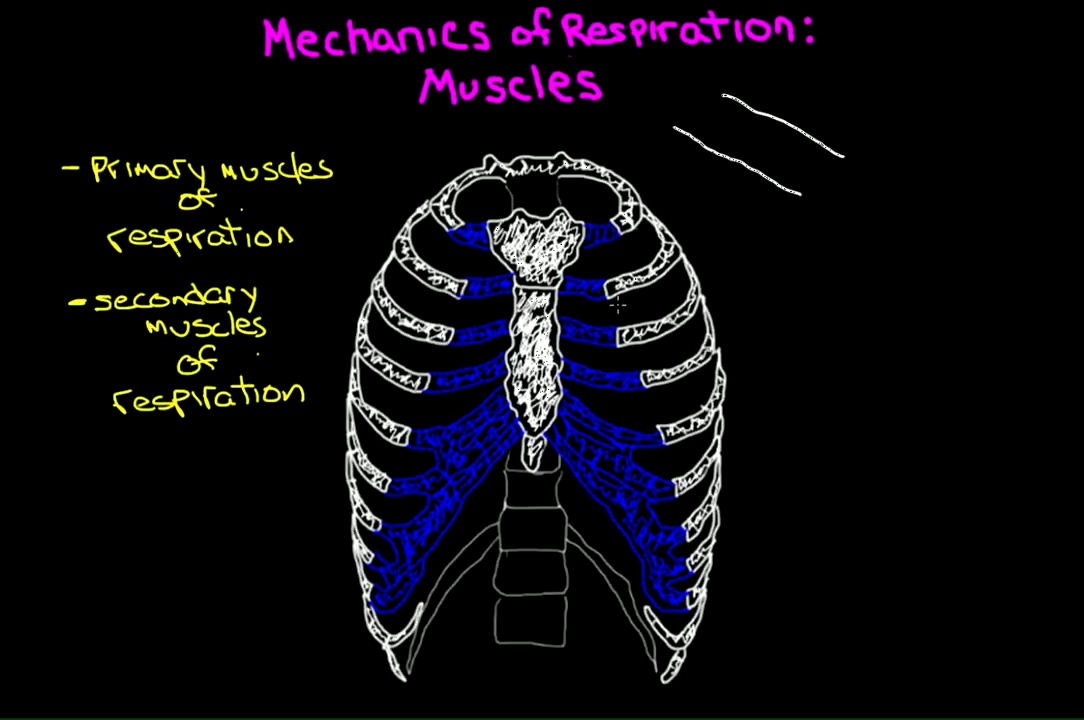 Mechanics of Respiration:
Muscles
- Primary muscles
of
respiration
- secondary
muscles
of
respiration